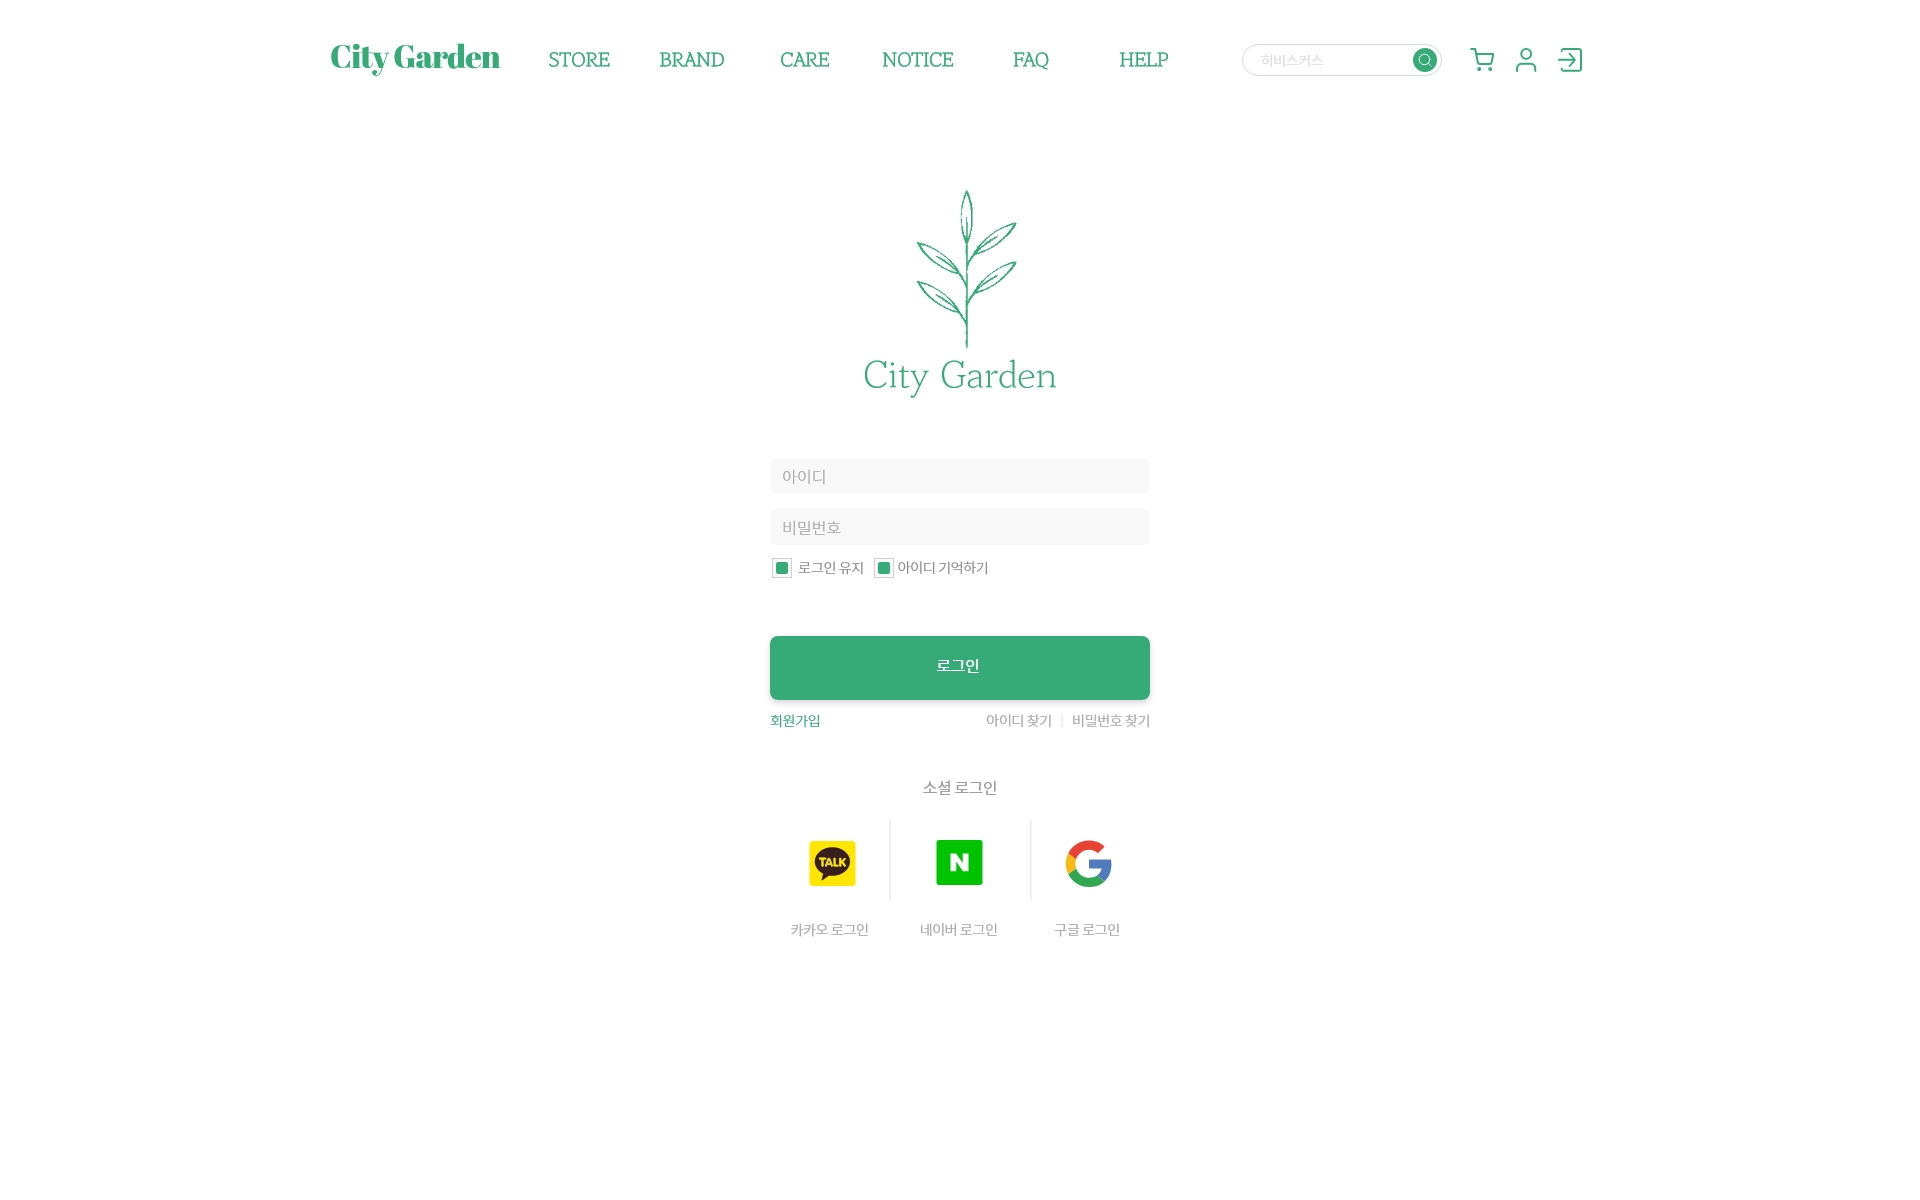 City Garden STORE BRAND CARE NOTICE FAQ HELP 히비스커스
City Garden
아이디
비밀번호
로그인 유지 아이디 기억하기
로그인
회원가입 아이디 찾기 | 비밀번호 찾기
소셜 로그인
TALK N G
카카오 로그인 네이버 로그인 구글 로그인